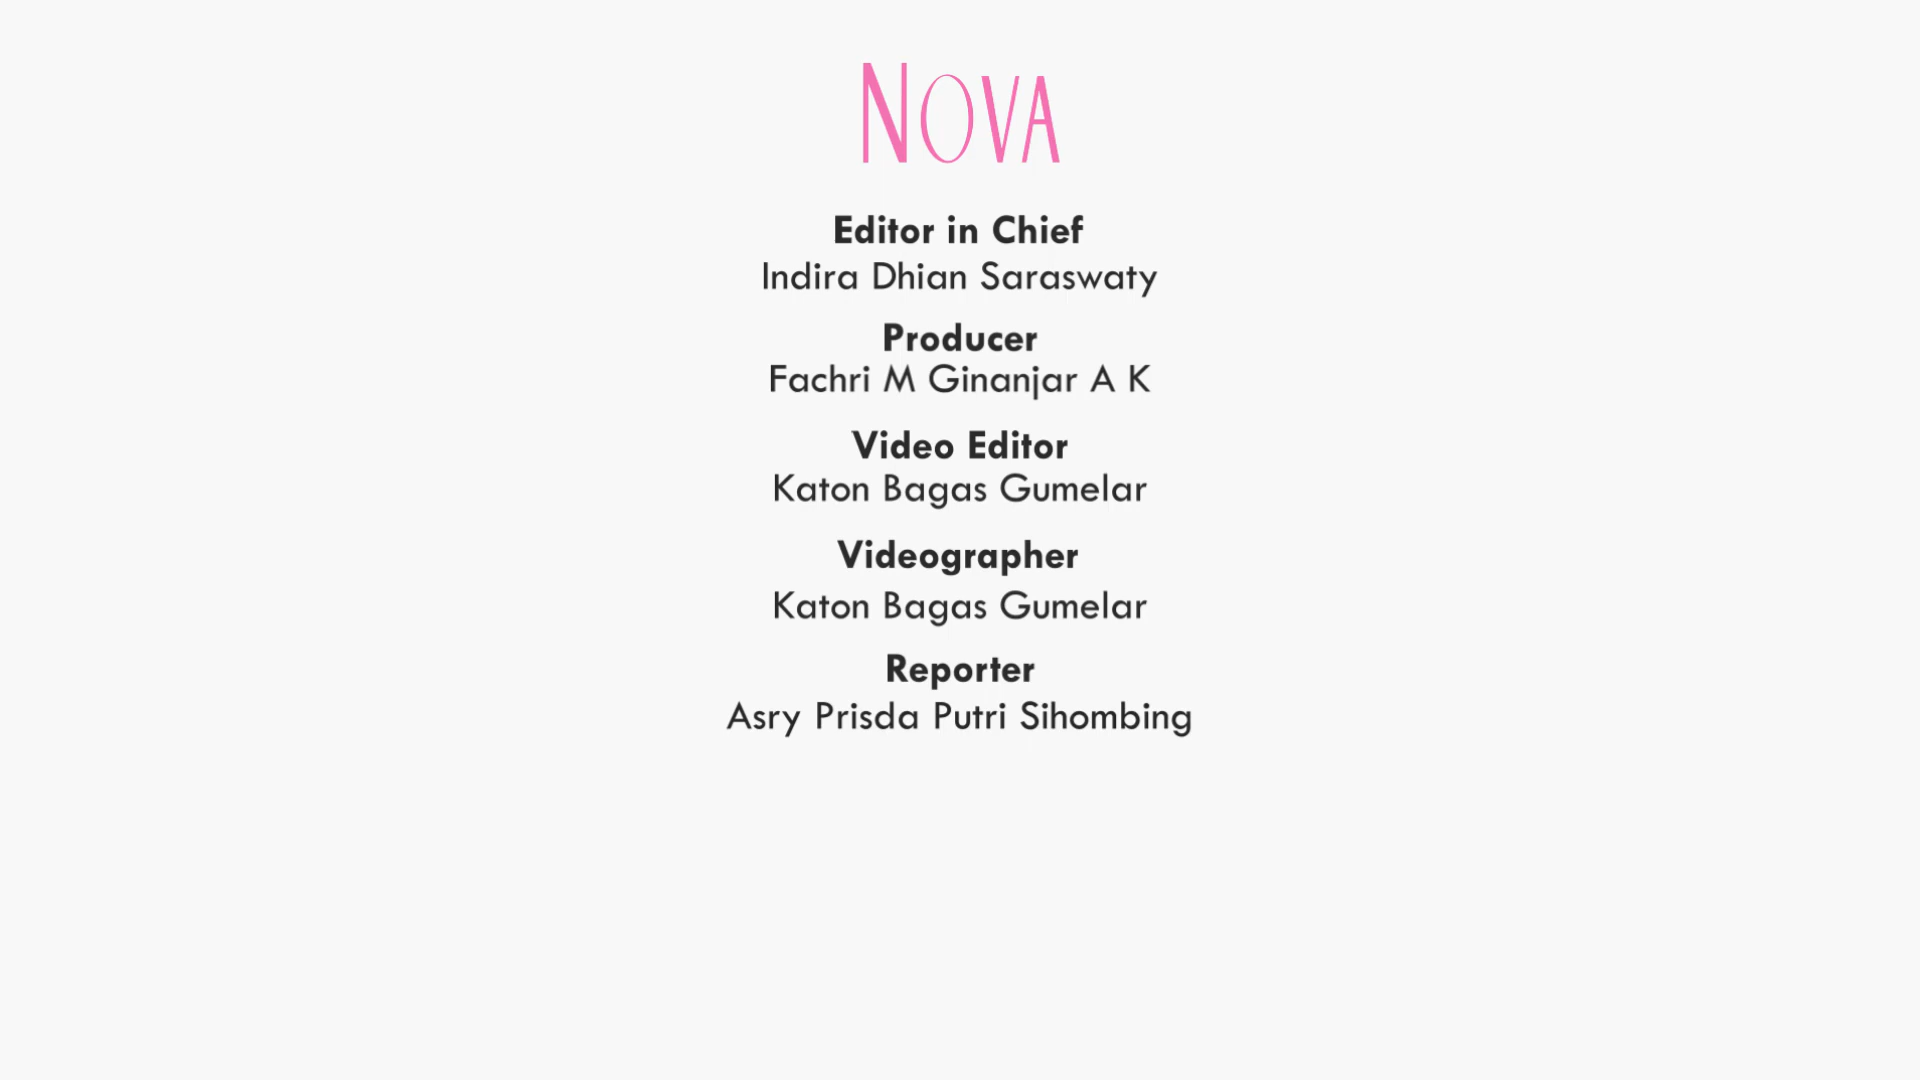 NOVA
Editor in Chief
Indira Dhian Saraswaty
Producer
Fachri M Ginanjar A K
Video Editor
Katon Bagas Gumelar
Videographer
Katon Bagas Gumelar
Reporter
Asry Prisda Putri Sihombing